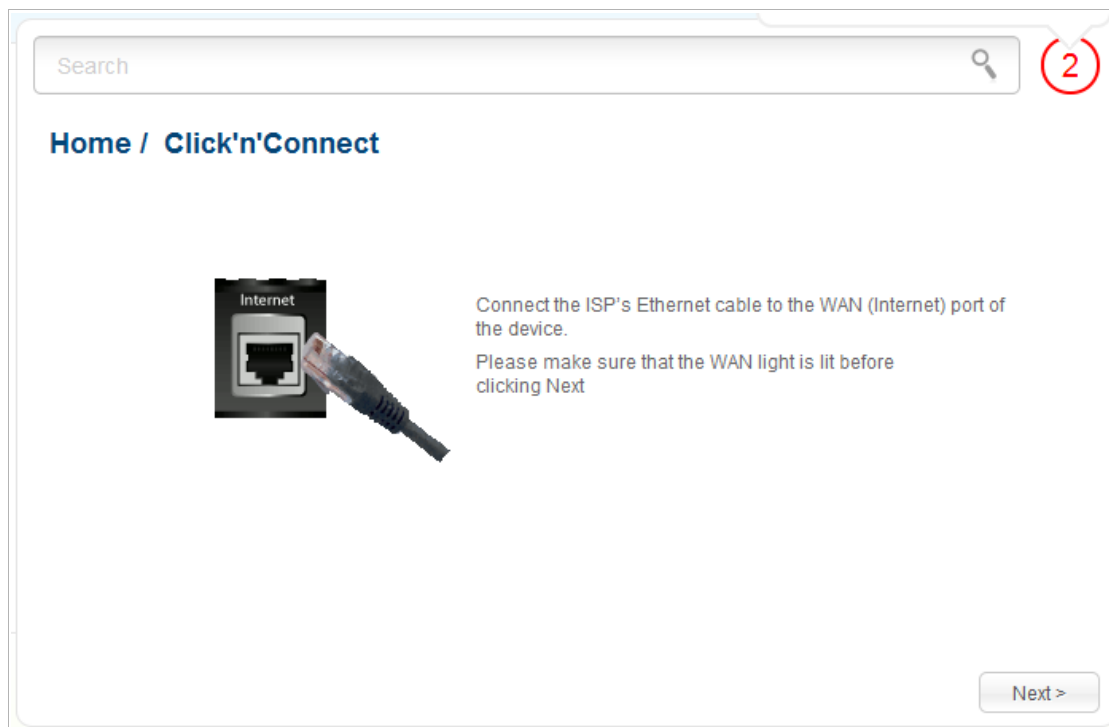 Search
2
Home / Click'n'Connect
Internet
Connect the ISP's Ethernet cable to the WAN (Internet) port of
the device.
Please make sure that the WAN light is lit before
clicking Next
Next >